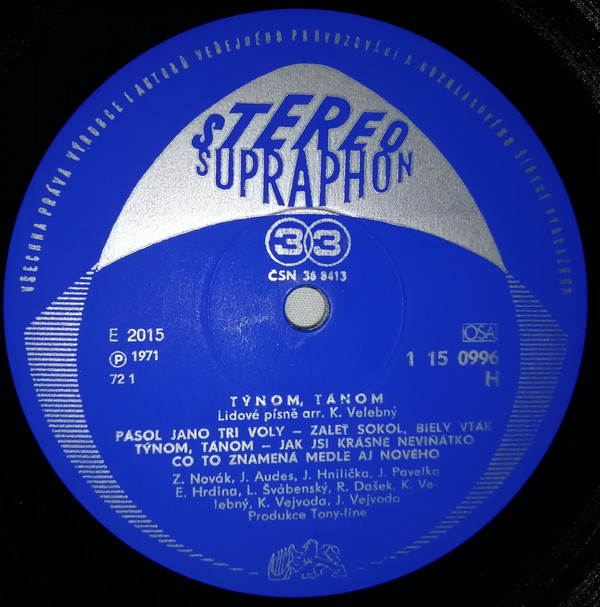 VŠECHNA PRÁVA VÝROBCE I AUTORŮ VEŘEJNÉHO PROVOZOVÁNÍ A ROZHLASOVÉHO ŠÍŘENÍ VYHRAŽENA
STEREO
SUPRAPHON
33
ČSN 36 8413
E 2015
Ⓟ 1971
72 1
OSA
1 15 0996
H
TÝNOM, TÁNOM
Lidové písně arr. K. Velebný
PÁSOL JANO TRI VOLY – ZALEŤ SOKOL, BIELY VTÁK
TÝNOM, TÁNOM – JAK JSI KRÁSNÉ NEVIŇÁTKO
ČO TO ZNAMENÁ MEDLE AJ NOVÉHO
Z. Novák, J. Audes, J. Hnilička, J. Pavelka
E. Hrdina, L. Švábenský, R. Dašek, K. Ve-
lebný, K. Vejvoda, J. Vejvoda
Produkce Tony-line